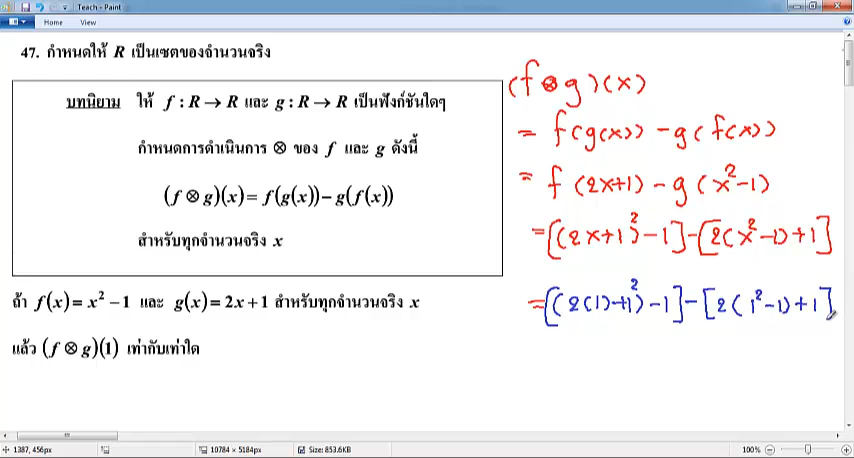 Teach - Paint
Home View
47. กำหนดให้ R เป็นเซตของจำนวนจริง
บทนิยาม ให้ f : R → R และ g : R → R เป็นฟังก์ชันใดๆ
กำหนดการดำเนินการ ⊗ ของ f และ g ดังนี้
(f ⊗ g)(x) = f(g(x)) − g(f(x))
สำหรับทุกจำนวนจริง x
ถ้า f(x) = x² − 1 และ g(x) = 2x + 1 สำหรับทุกจำนวนจริง x
แล้ว (f ⊗ g)(1) เท่ากับเท่าใด
(f ⊗ g)(x)
= f(g(x)) − g(f(x))
= f(2x+1) − g(x²−1)
= [(2x+1)² − 1] − [2(x²−1)+1]
= [(2(1)+1)² − 1] − [2(1²−1)+1]
1387, 456px 10784 × 5184px Size: 853.6KB 100%